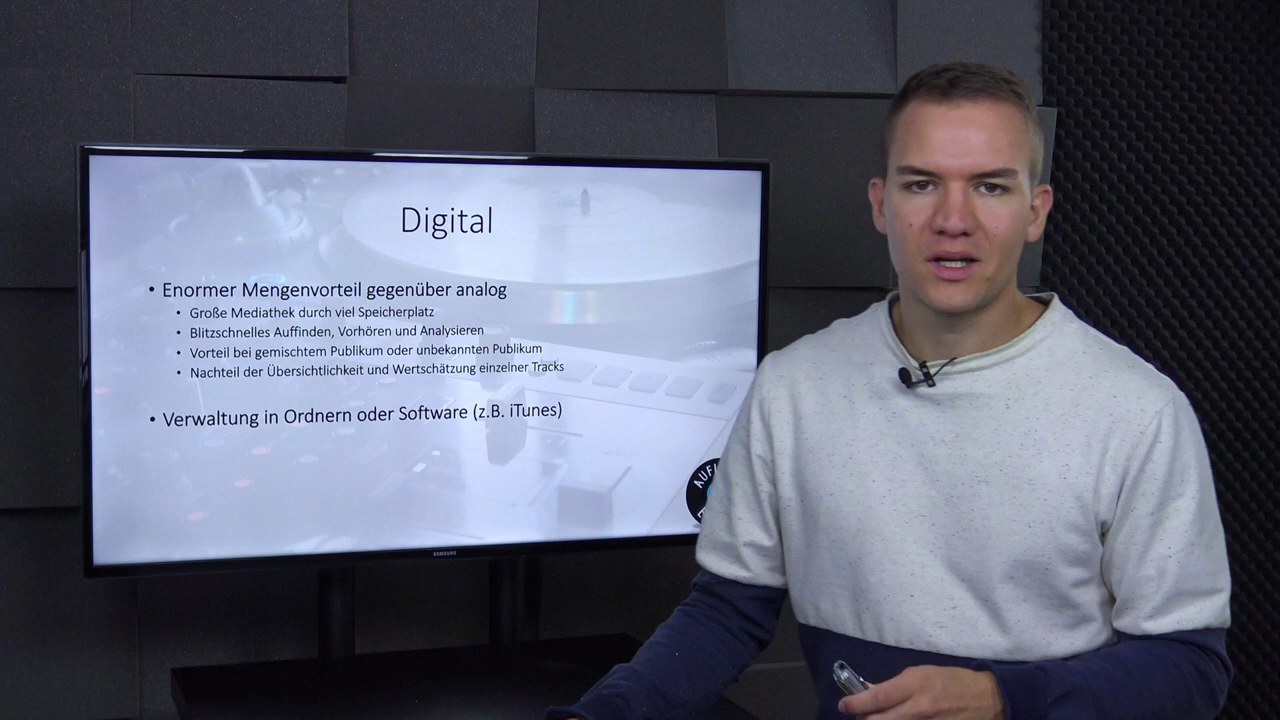 Digital
• Enormer Mengenvorteil gegenüber analog
• Große Mediathek durch viel Speicherplatz
• Blitzschnelles Auffinden, Vorhören und Analysieren
• Vorteil bei gemischtem Publikum oder unbekannten Publikum
• Nachteil der Übersichtlichkeit und Wertschätzung einzelner Tracks
• Verwaltung in Ordnern oder Software (z.B. iTunes)
SAMSUNG